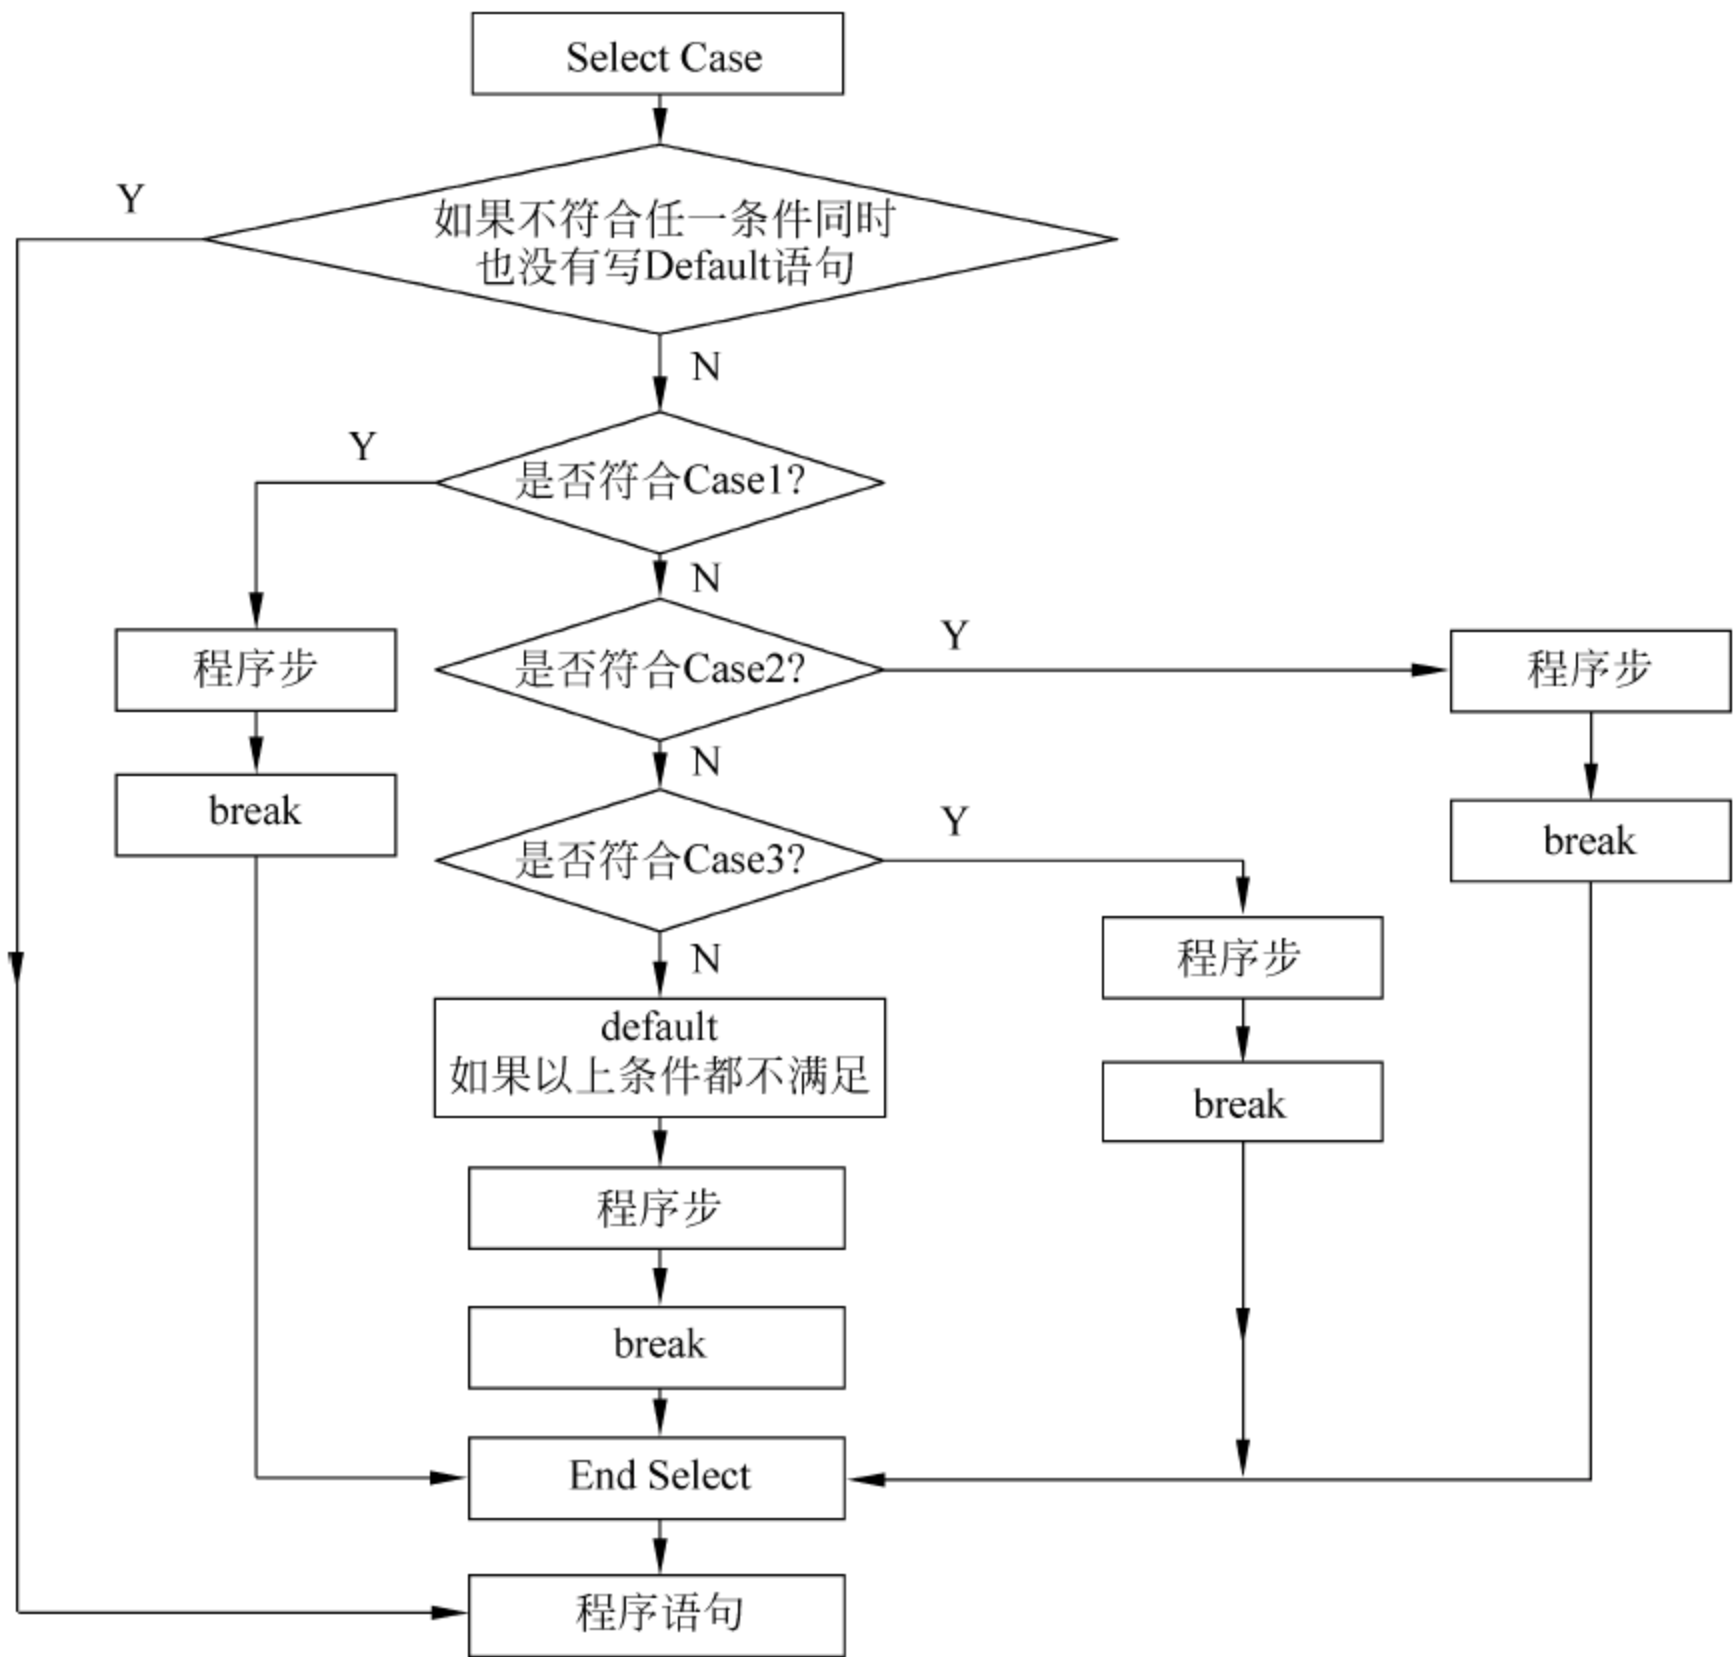 Select Case
Y
如果不符合任一条件同时
也没有写Default语句
N
Y
是否符合Case1?
N
程序步
是否符合Case2?
Y
程序步
N
break
是否符合Case3?
Y
break
N
程序步
default
如果以上条件都不满足
break
程序步
break
End Select
程序语句